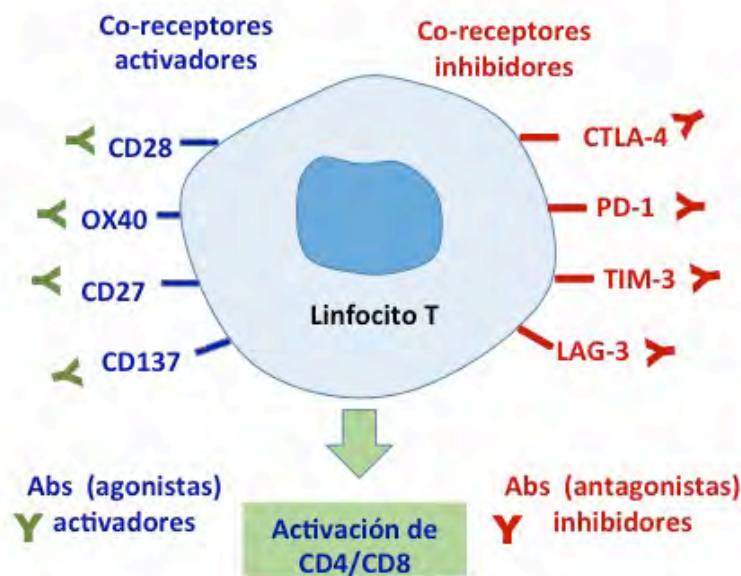 Co-receptores
activadores
Co-receptores
inhibidores
CD28
OX40
CD27
CD137
CTLA-4
PD-1
TIM-3
LAG-3
Linfocito T
Abs (agonistas)
activadores
Activación de
CD4/CD8
Abs (antagonistas)
inhibidores